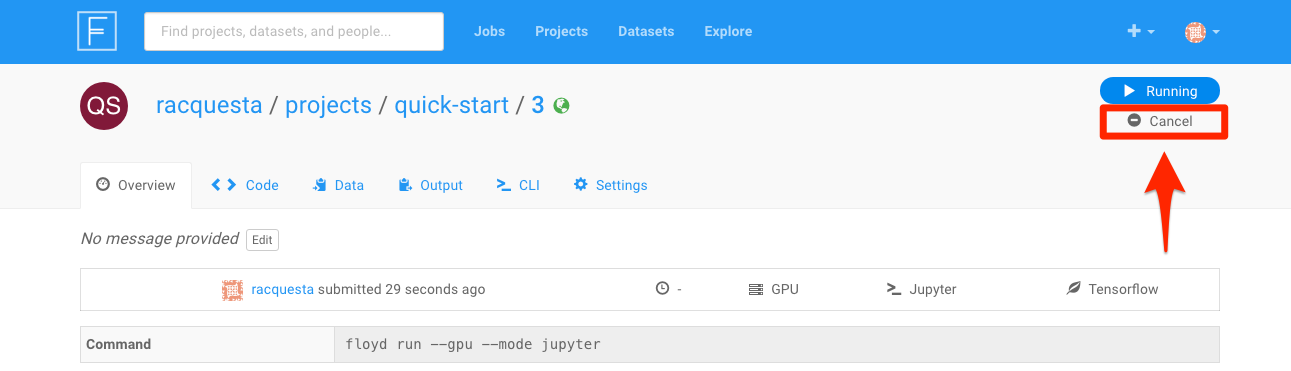 F Find projects, datasets, and people... Jobs Projects Datasets Explore
Running
QS racquesta / projects / quick-start / 3
Cancel
Overview Code Data Output CLI Settings
No message provided Edit
racquesta submitted 29 seconds ago - GPU Jupyter Tensorflow
Command floyd run --gpu --mode jupyter